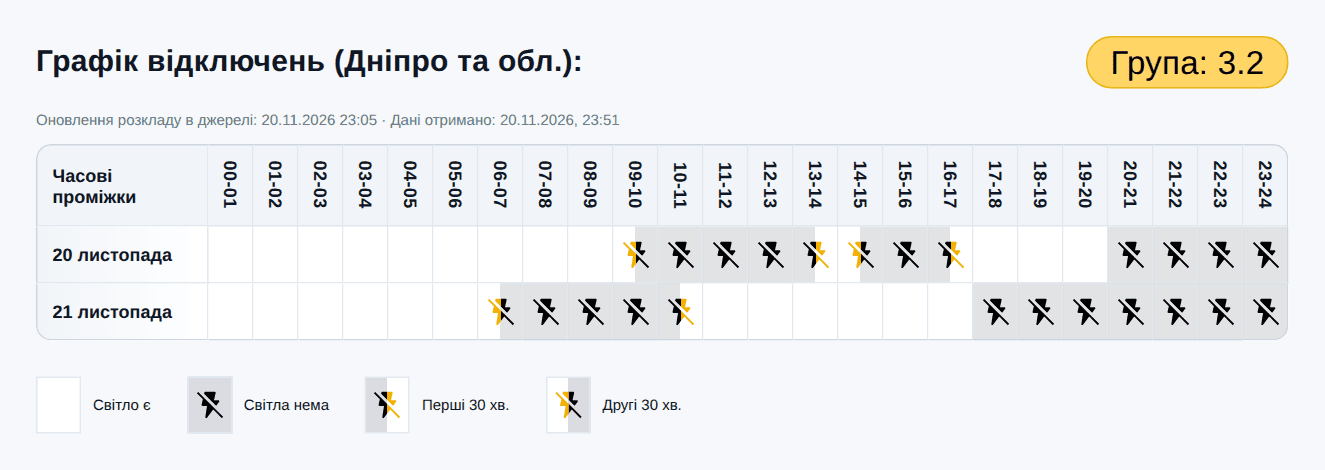 Графік відключень (Дніпро та обл.):
Група: 3.2
Оновлення розкладу в джерелі: 20.11.2026 23:05 · Дані отримано: 20.11.2026, 23:51
Часові
проміжки
00-01
01-02
02-03
03-04
04-05
05-06
06-07
07-08
08-09
09-10
10-11
11-12
12-13
13-14
14-15
15-16
16-17
17-18
18-19
19-20
20-21
21-22
22-23
23-24
20 листопада
21 листопада
Світло є
Світла нема
Перші 30 хв.
Другі 30 хв.